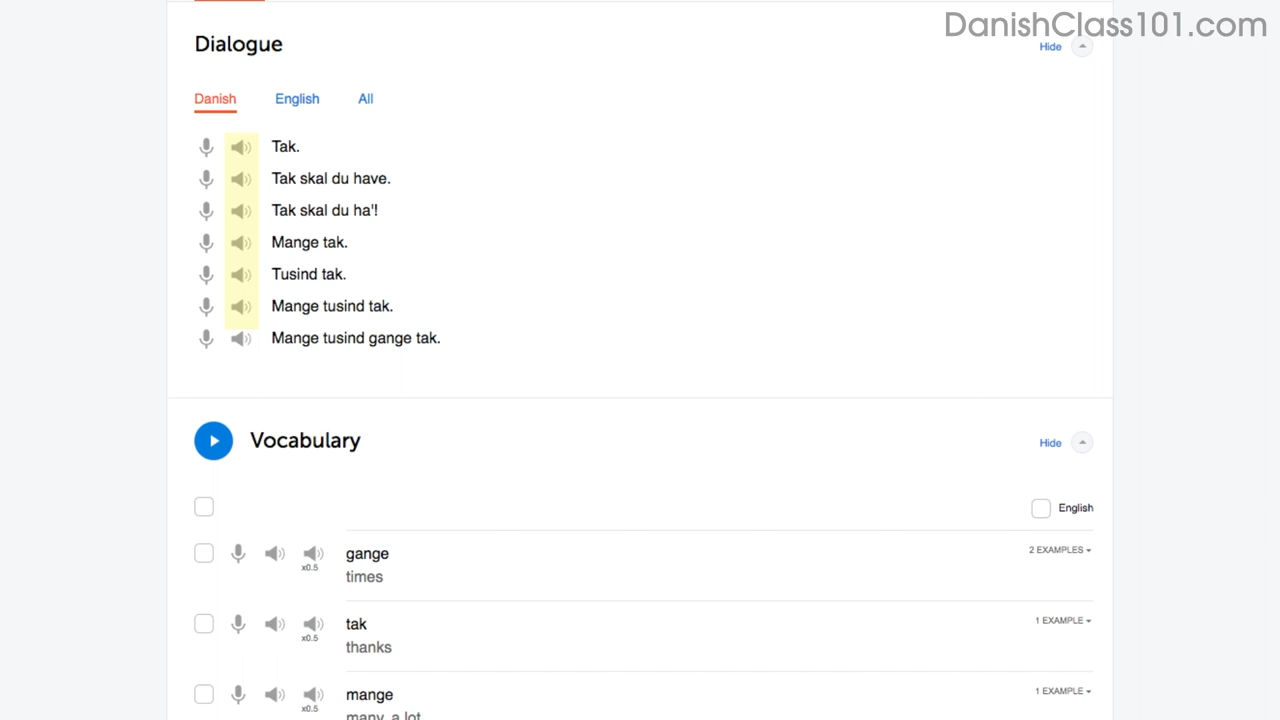 DanishClass101.com
Dialogue
Hide
Danish English All
Tak.
Tak skal du have.
Tak skal du ha'!
Mange tak.
Tusind tak.
Mange tusind tak.
Mange tusind gange tak.
Vocabulary
Hide
English
gange
2 EXAMPLES
times
x0.5
tak
1 EXAMPLE
thanks
x0.5
mange
1 EXAMPLE
many, a lot
x0.5